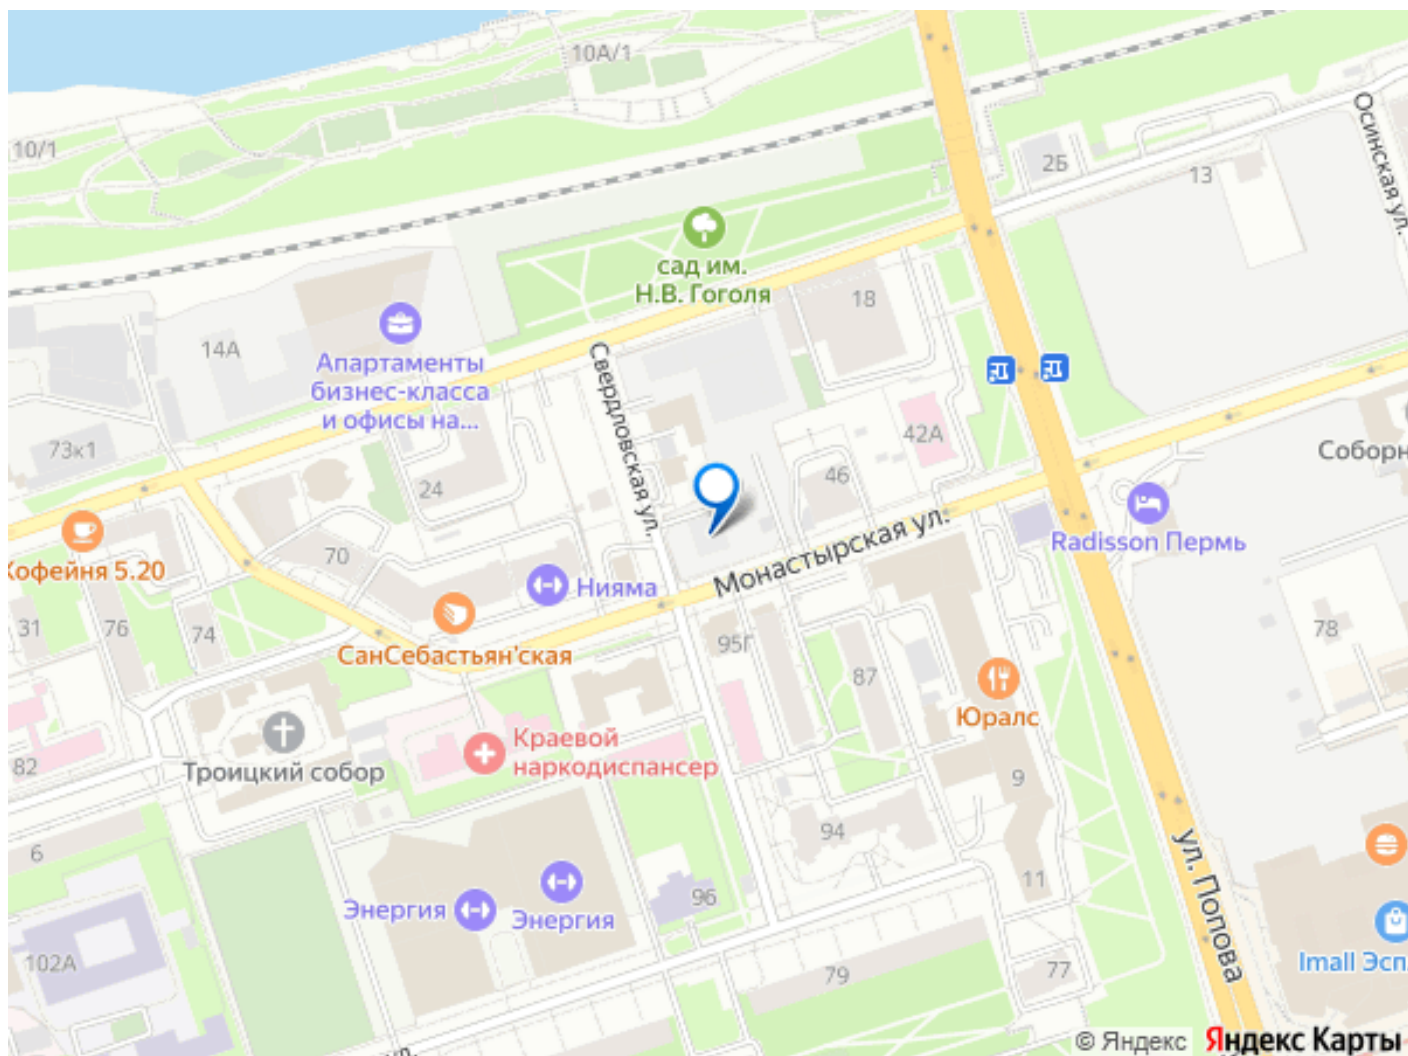 10А/1
10/1
Осинская ул.
2Б
13
сад им.
Н.В. Гоголя
18
14А
Апартаменты
бизнес-класса
и офисы на...
Свердловская ул.
42А
73к1
24
46
Соборн
Монастырская ул.
Radisson Пермь
Кофейня 5.20
70
Нияма
31
76
74
СанСебастьян'ская
95Г
78
87
Юралс
Краевой
наркодиспансер
82
Троицкий собор
9
94
6
ул. Попова
11
96
Энергия
Энергия
102А
79
77
Imall Эсп
ул.
© Яндекс
Яндекс Карты